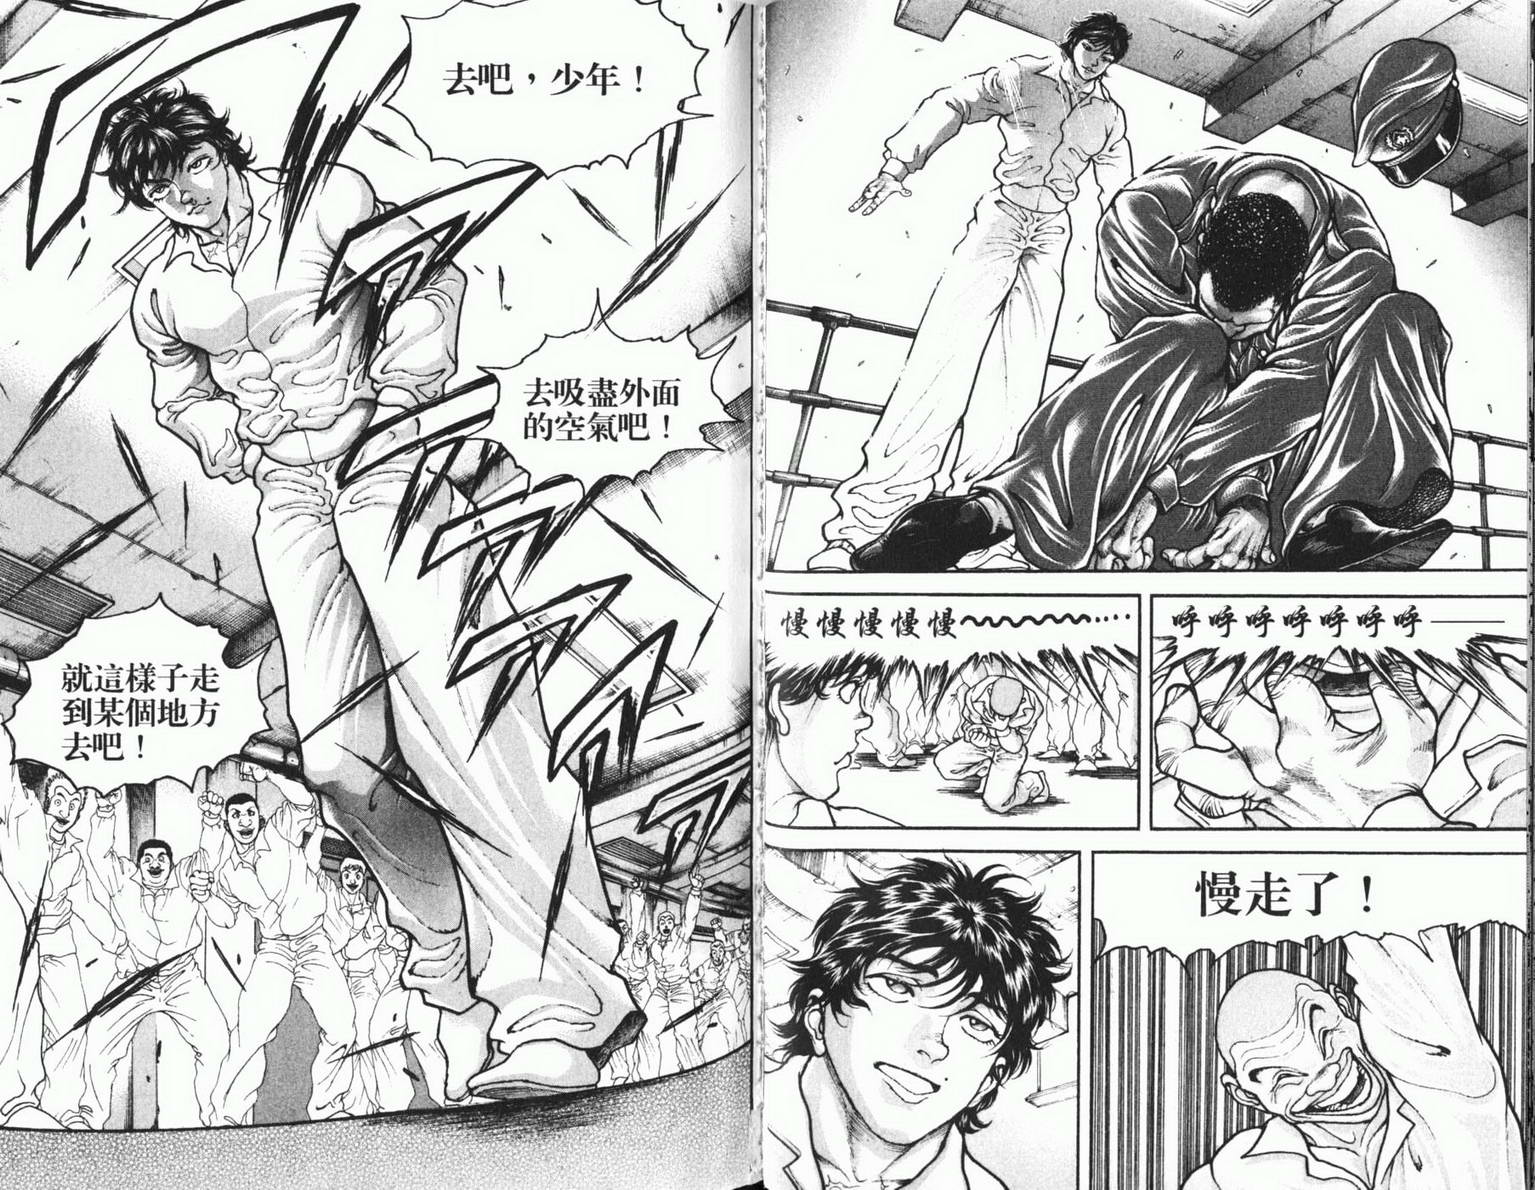 呼呼呼呼呼呼呼——
慢慢慢慢慢～～～……
慢走了！
去吧，少年！
去吸盡外面
的空氣吧！
就這樣子走
到某個地方
去吧！